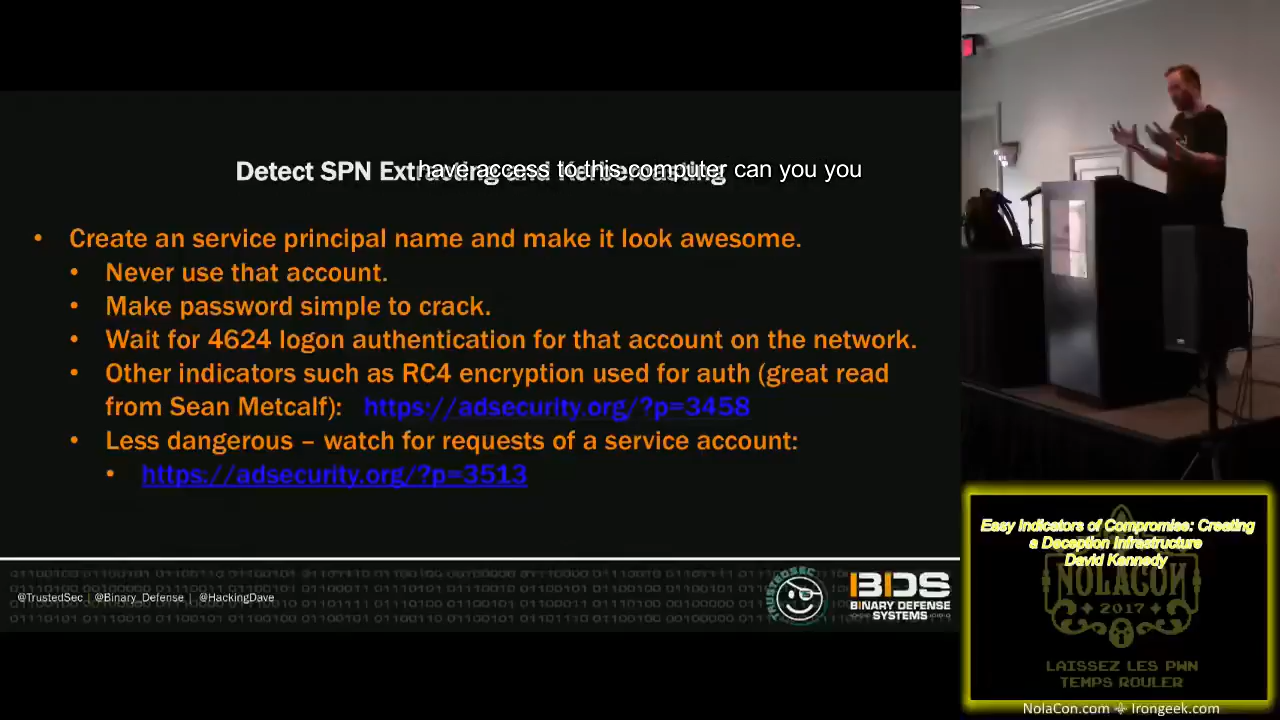 Detect SPN Extracting and Kerberoasting
have access to this computer can you you
• Create an service principal name and make it look awesome.
• Never use that account.
• Make password simple to crack.
• Wait for 4624 logon authentication for that account on the network.
• Other indicators such as RC4 encryption used for auth (great read
from Sean Metcalf): https://adsecurity.org/?p=3458
• Less dangerous – watch for requests of a service account:
• https://adsecurity.org/?p=3513
@TrustedSec | @Binary_Defense | @HackingDave
TRUSTEDSEC
BDS
BINARY DEFENSE
SYSTEMS
Easy Indicators of Compromise: Creating
a Deception Infrastructure
David Kennedy
NOLACON
2017
LAISSEZ LES PWN
TEMPS ROULER
NolaCon.com Irongeek.com